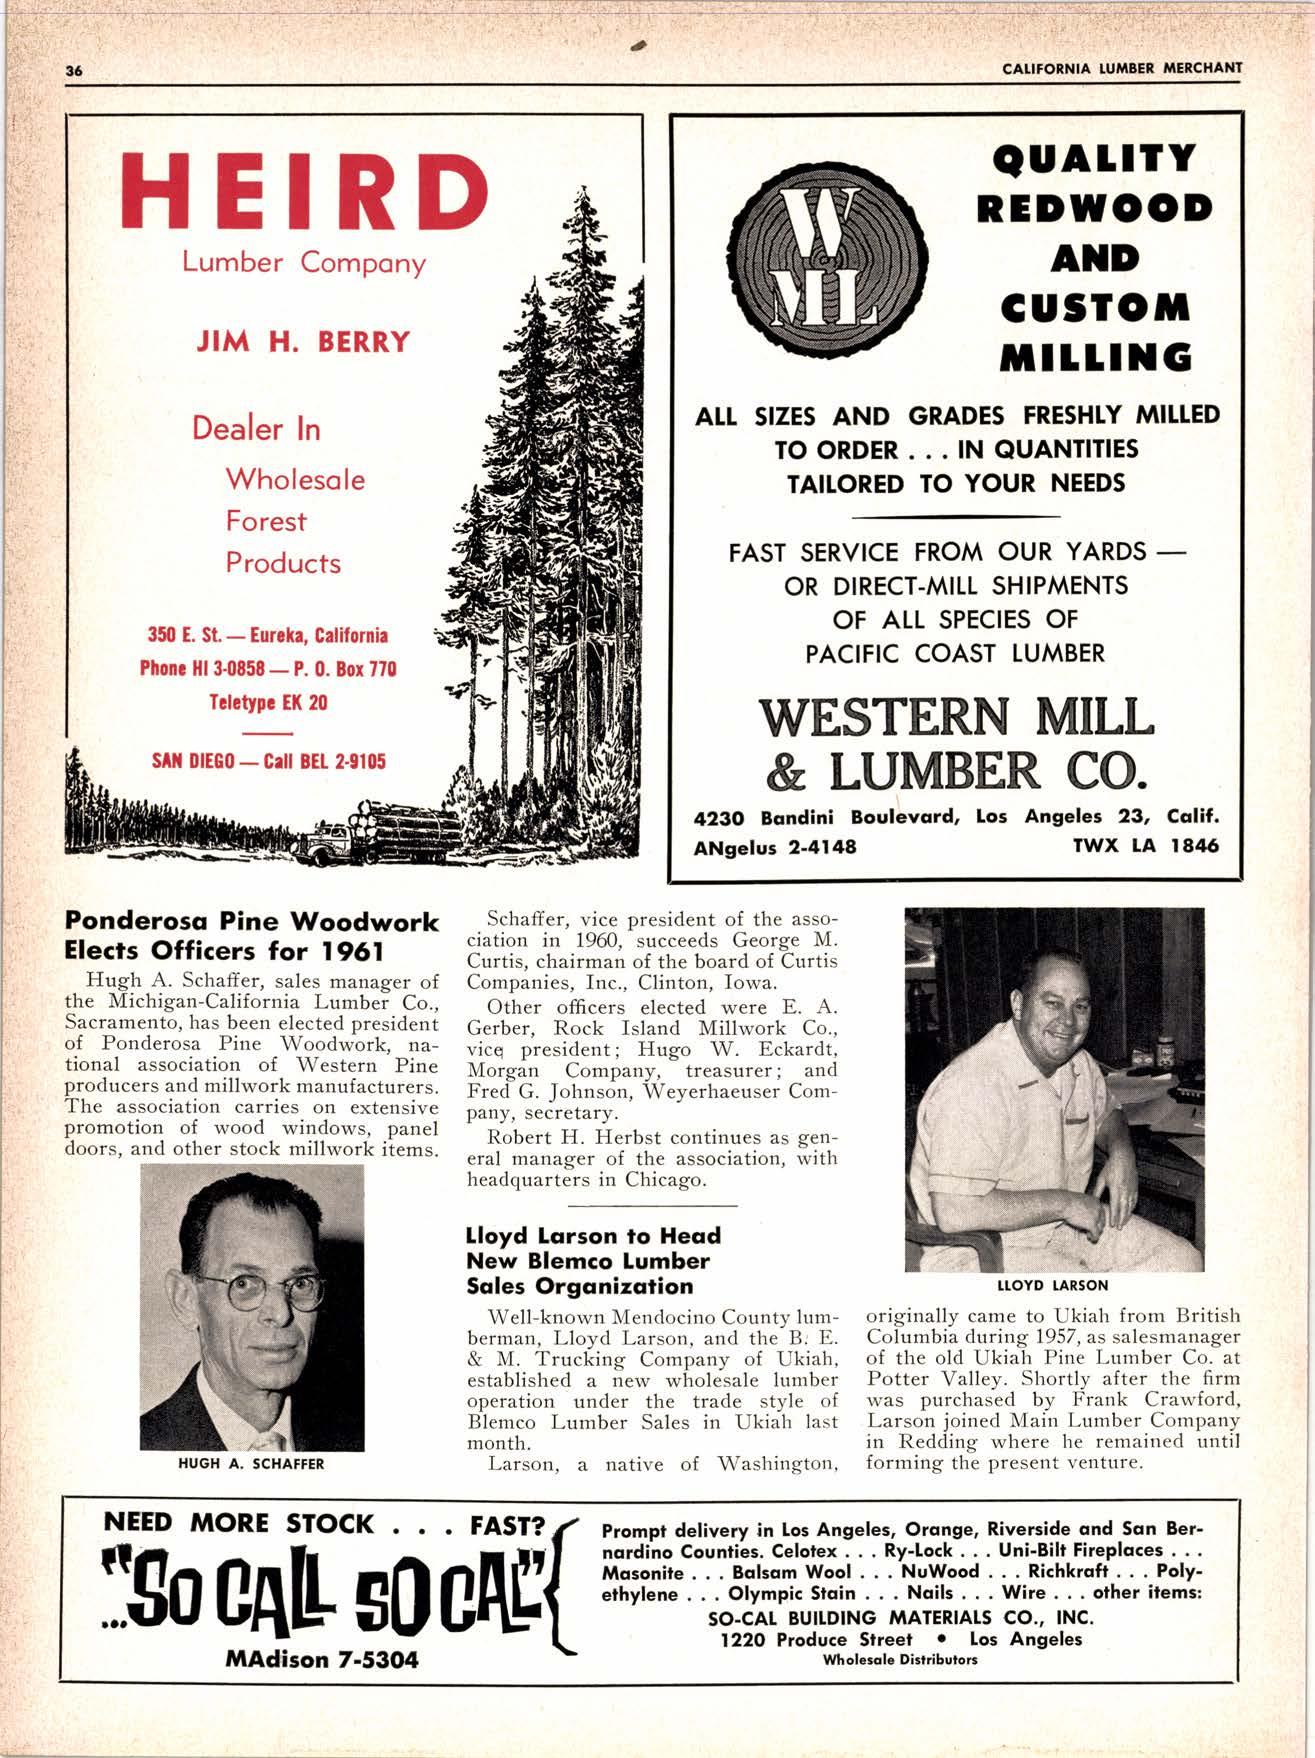 36
CALIFORNIA LUMBER MERCHANT
HEIRD
Lumber Company
JIM H. BERRY
Dealer In
Wholesale
Forest
Products
350 E. St. — Eureka, California
Phone HI 3-0858 — P. O. Box 770
Teletype EK 20
SAN DIEGO — Call BEL 2-9105
W
ML
QUALITY
REDWOOD
AND
CUSTOM
MILLING
ALL SIZES AND GRADES FRESHLY MILLED
TO ORDER . . . IN QUANTITIES
TAILORED TO YOUR NEEDS
FAST SERVICE FROM OUR YARDS —
OR DIRECT-MILL SHIPMENTS
OF ALL SPECIES OF
PACIFIC COAST LUMBER
WESTERN MILL
& LUMBER CO.
4230 Bandini Boulevard, Los Angeles 23, Calif.
ANgelus 2-4148 TWX LA 1846
Ponderosa Pine Woodwork
Elects Officers for 1961
Hugh A. Schaffer, sales manager of
the Michigan-California Lumber Co.,
Sacramento, has been elected president
of Ponderosa Pine Woodwork, na-
tional association of Western Pine
producers and millwork manufacturers.
The association carries on extensive
promotion of wood windows, panel
doors, and other stock millwork items.
HUGH A. SCHAFFER
Schaffer, vice president of the asso-
ciation in 1960, succeeds George M.
Curtis, chairman of the board of Curtis
Companies, Inc., Clinton, Iowa.
Other officers elected were E. A.
Gerber, Rock Island Millwork Co.,
vice president; Hugo W. Eckardt,
Morgan Company, treasurer; and
Fred G. Johnson, Weyerhaeuser Com-
pany, secretary.
Robert H. Herbst continues as gen-
eral manager of the association, with
headquarters in Chicago.
Lloyd Larson to Head
New Blemco Lumber
Sales Organization
Well-known Mendocino County lum-
berman, Lloyd Larson, and the B. E.
& M. Trucking Company of Ukiah,
established a new wholesale lumber
operation under the trade style of
Blemco Lumber Sales in Ukiah last
month.
Larson, a native of Washington,
LLOYD LARSON
originally came to Ukiah from British
Columbia during 1957, as salesmanager
of the old Ukiah Pine Lumber Co. at
Potter Valley. Shortly after the firm
was purchased by Frank Crawford,
Larson joined Main Lumber Company
in Redding where he remained until
forming the present venture.
NEED MORE STOCK . . . FAST?
..."SO CALL SO CAL"
MAdison 7-5304
Prompt delivery in Los Angeles, Orange, Riverside and San Ber-
nardino Counties. Celotex . . . Ry-Lock . . . Uni-Bilt Fireplaces . . .
Masonite . . . Balsam Wool . . . NuWood . . . Richkraft . . . Poly-
ethylene . . . Olympic Stain . . . Nails . . . Wire . . . other items:
SO-CAL BUILDING MATERIALS CO., INC.
1220 Produce Street • Los Angeles
Wholesale Distributors